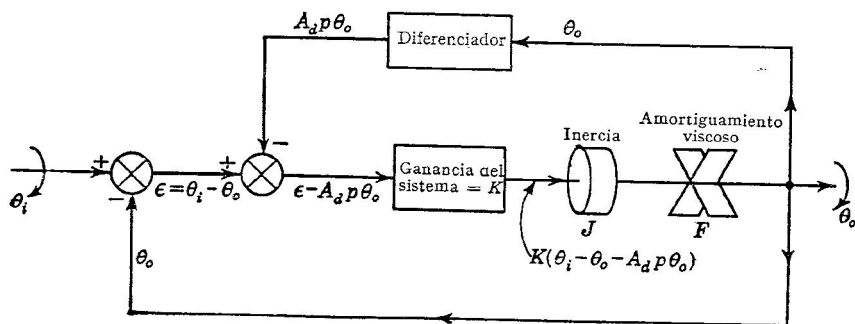 A_d pθ_o
Diferenciador
θ_o
Inercia
Amortiguamiento
viscoso
−
+
θ_i
−
ϵ=θ_i-θ_o
+
ϵ-A_d pθ_o
Ganancia del
sistema = K
J
F
θ_o
θ_o
K(θ_i-θ_o-A_d pθ_o)